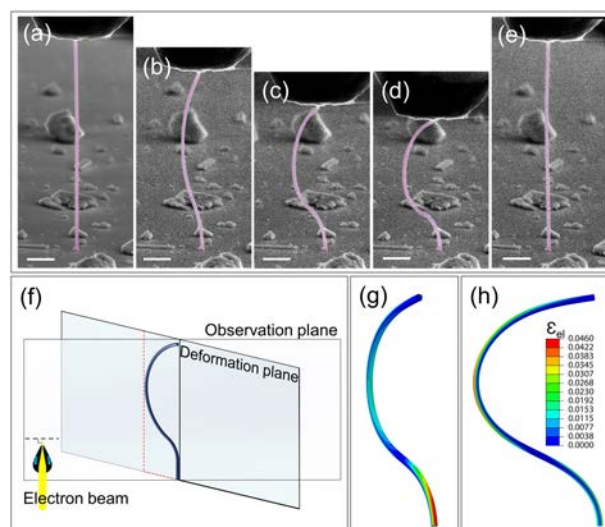 (a)
(b)
(c)
(d)
(e)
(f)
Observation plane
Deformation plane
Electron beam
(g)
(h)
ε_el
0.0460
0.0422
0.0383
0.0345
0.0307
0.0268
0.0230
0.0192
0.0153
0.0115
0.0077
0.0038
0.0000